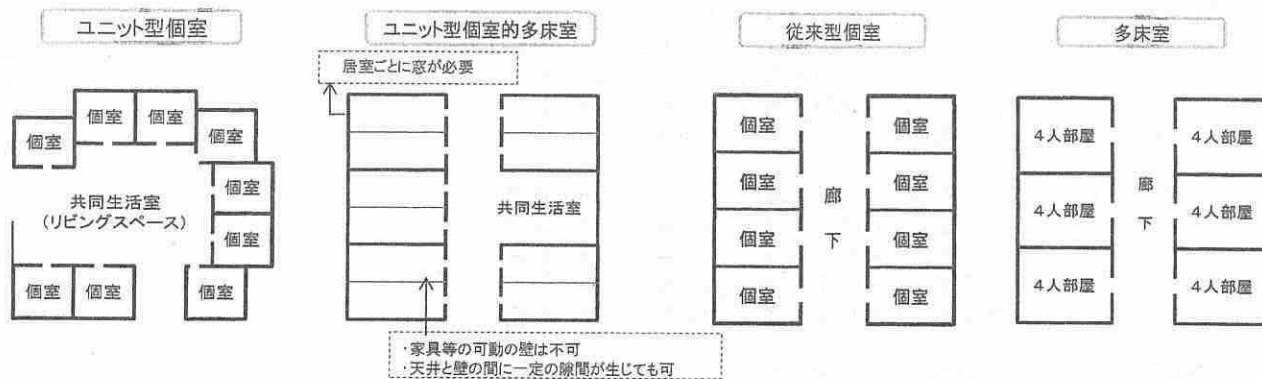 ユニット型個室
ユニット型個室的多床室
従来型個室
多床室
居室ごとに窓が必要
個室
個室
個室
個室
個室
個室
個室
個室
個室
共同生活室
(リビングスペース)
共同生活室
・家具等の可動の壁は不可
・天井と壁の間に一定の隙間が生じても可
個室
個室
個室
個室
個室
個室
個室
個室
廊
下
4人部屋
4人部屋
4人部屋
4人部屋
4人部屋
4人部屋
廊
下